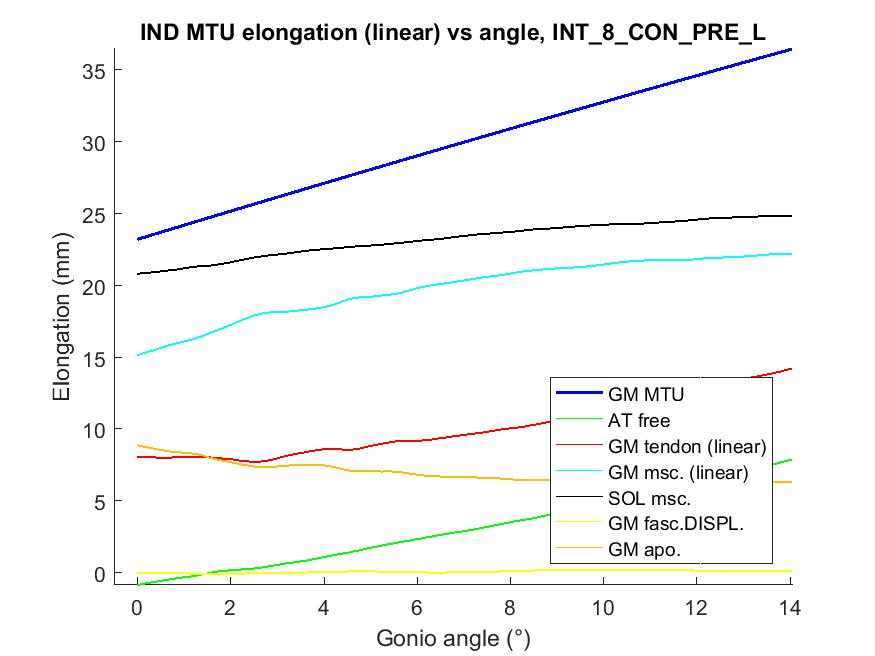 IND MTU elongation (linear) vs angle, INT_8_CON_PRE_L
35
30
25
20
15
10
5
0
Elongation (mm)
GM MTU
AT free
GM tendon (linear)
GM msc. (linear)
SOL msc.
GM fasc.DISPL.
GM apo.
0 2 4 6 8 10 12 14
Gonio angle (°)